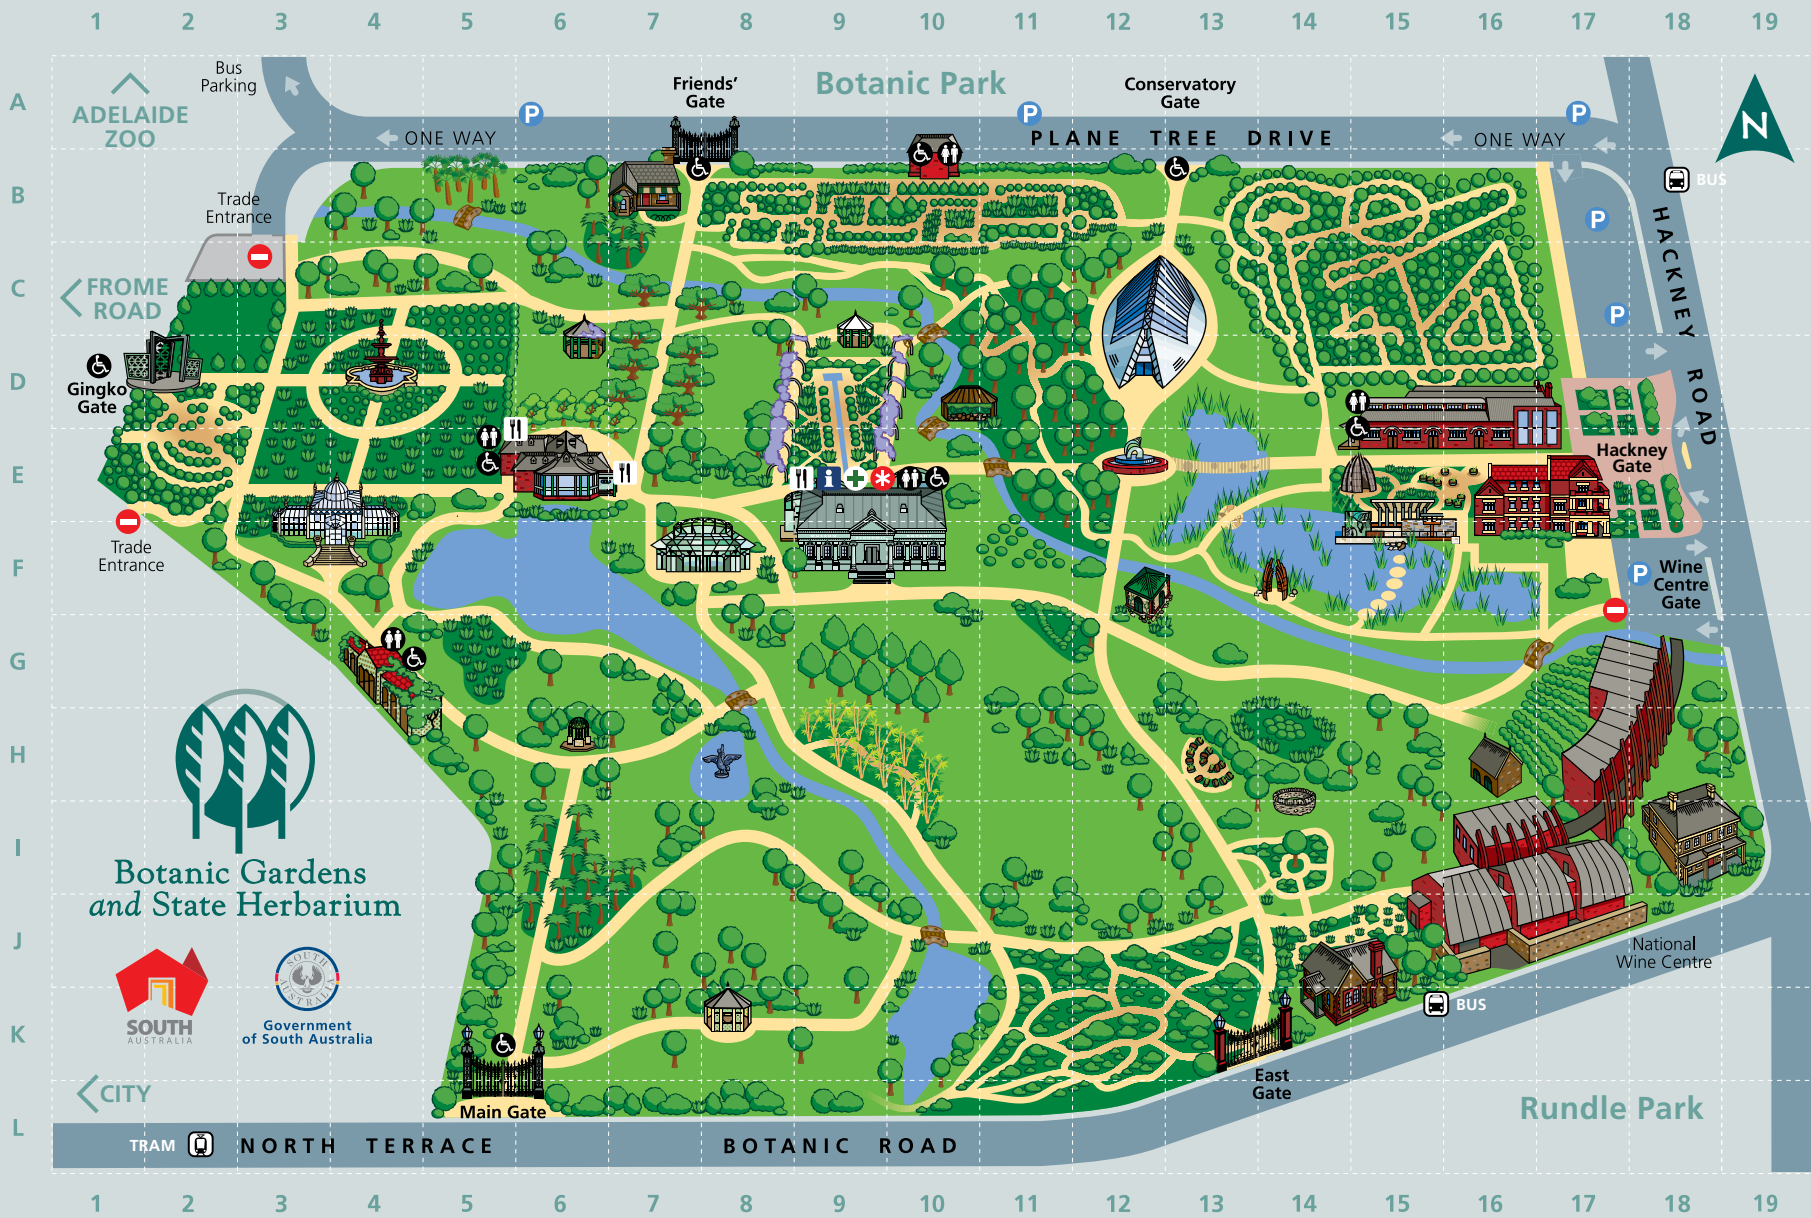 1 2 3 4 5 6 7 8 9 10 11 12 13 14 15 16 17 18 19
A
B
C
D
E
F
G
H
I
J
K
L
Bus
Parking
ADELAIDE
ZOO
Friends'
Gate
Botanic Park
Conservatory
Gate
P
P
P
ONE WAY
PLANE TREE DRIVE
ONE WAY
N
BUS
Trade
Entrance
P
HACKNEY ROAD
FROME
ROAD
P
Gingko
Gate
Hackney
Gate
i
Trade
Entrance
P
Wine
Centre
Gate
Botanic Gardens
and State Herbarium
SOUTH
AUSTRALIA
SOUTH
AUSTRALIA
Government
of South Australia
National
Wine Centre
BUS
East
Gate
CITY
Main Gate
Rundle Park
TRAM
NORTH TERRACE
BOTANIC ROAD
1 2 3 4 5 6 7 8 9 10 11 12 13 14 15 16 17 18 19